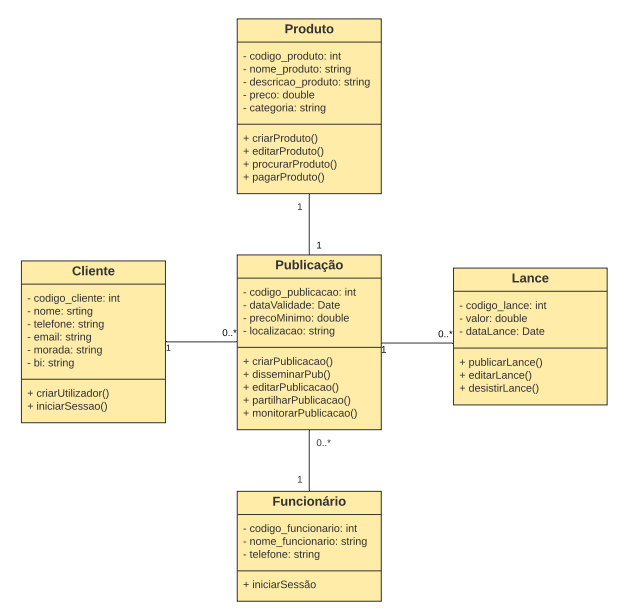 Produto
- codigo_produto: int
- nome_produto: string
- descricao_produto: string
- preco: double
- categoria: string
+ criarProduto()
+ editarProduto()
+ procurarProduto()
+ pagarProduto()
1
1
Publicação
- codigo_publicacao: int
- dataValidade: Date
- precoMinimo: double
- localizacao: string
+ criarPublicacao()
+ disseminarPub()
+ editarPublicacao()
+ partilharPublicacao()
+ monitorarPublicacao()
Cliente
- codigo_cliente: int
- nome: srting
- telefone: string
- email: string
- morada: string
- bi: string
+ criarUtilizador()
+ iniciarSessao()
1
0..*
1
0..*
Lance
- codigo_lance: int
- valor: double
- dataLance: Date
+ publicarLance()
+ editarLance()
+ desistirLance()
0..*
1
Funcionário
- codigo_funcionario: int
- nome_funcionario: string
- telefone: string
+ iniciarSessão